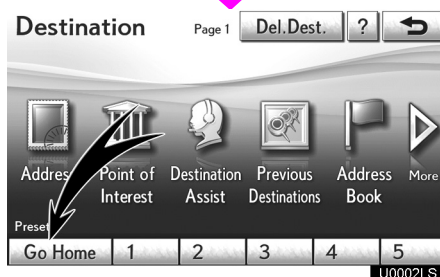 Destination Page 1 Del.Dest. ?
Address Point of Interest Destination Assist Previous Destinations Address Book More
Preset
Go Home 1 2 3 4 5
U0002LS